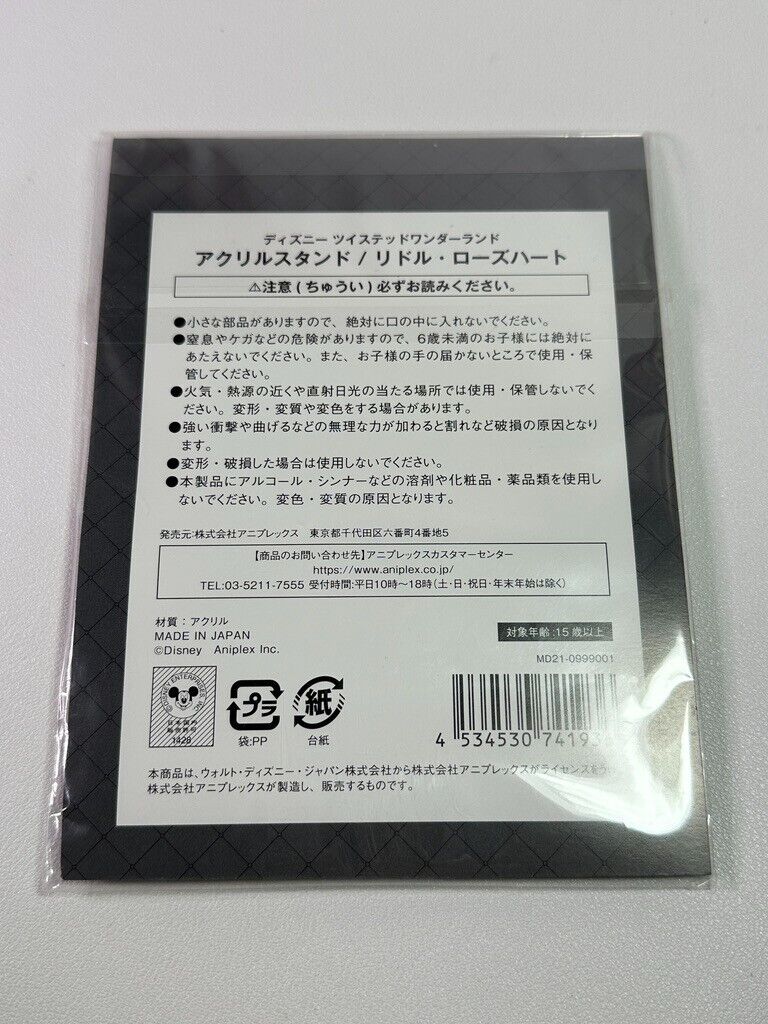 ディズニー ツイステッドワンダーランド
アクリルスタンド / リドル・ローズハート
⚠注意 ( ちゅうい ) 必ずお読みください。
●小さな部品がありますので、絶対に口の中に入れないでください。
●窒息やケガなどの危険がありますので、6歳未満のお子様には絶対に
あたえないでください。また、お子様の手の届かないところで使用・保
管してください。
●火気・熱源の近くや直射日光の当たる場所では使用・保管しないでく
ださい。変形・変質や変色をする場合があります。
●強い衝撃や曲げるなどの無理な力が加わると割れなど破損の原因となり
ます。
●変形・破損した場合は使用しないでください。
●本製品にアルコール・シンナーなどの溶剤や化粧品・薬品類を使用し
ないでください。変色・変質の原因となります。
発売元:株式会社アニプレックス 東京都千代田区六番町4番地5
【商品のお問い合わせ先】アニプレックスカスタマーセンター
https://www.aniplex.co.jp/
TEL:03-5211-7555 受付時間:平日10時〜18時(土・日・祝日・年末年始は除く)
材質：アクリル
MADE IN JAPAN
©Disney Aniplex Inc.
対象年齢:15歳以上
MD21-0999001
©DISNEY ENTERPRISES, INC.
日本国内
販売許可
1428
プラ
袋:PP
紙
台紙
4 534530 74193
本商品は、ウォルト・ディズニー・ジャパン株式会社から株式会社アニプレックスがライセンスをう
株式会社アニプレックスが製造し、販売するものです。